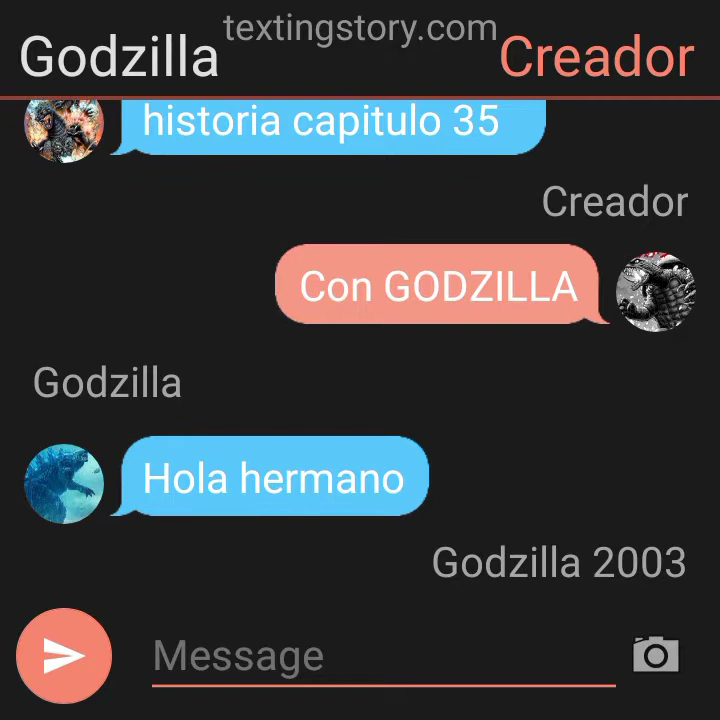 textingstory.com
Godzilla
Creador
historia capitulo 35
Creador
Con GODZILLA
Godzilla
Hola hermano
Godzilla 2003
Message